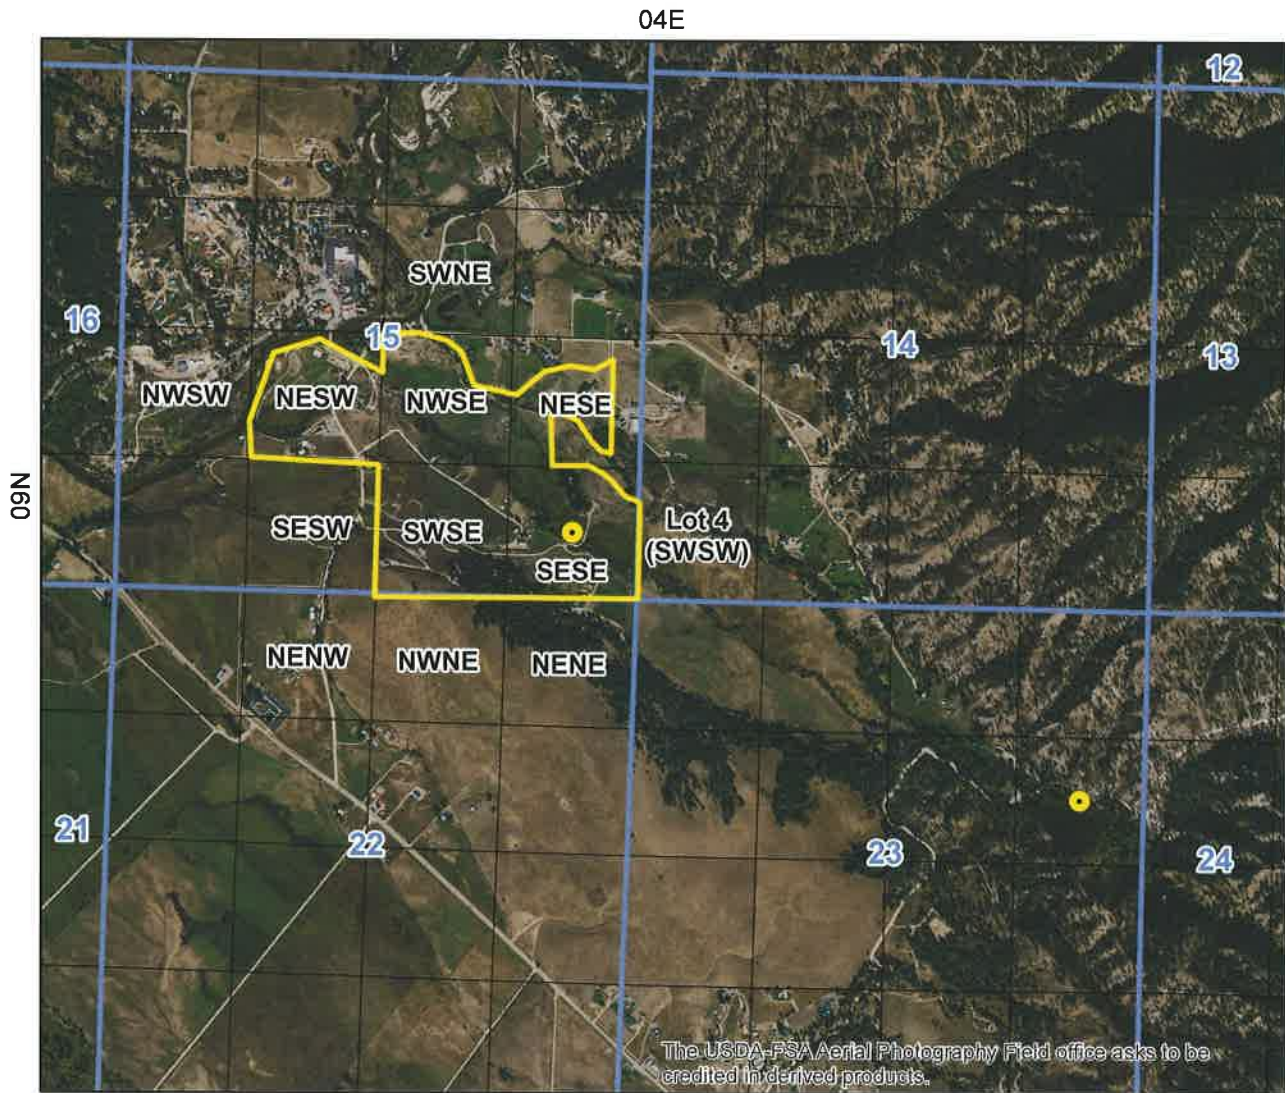 04E
12
SWNE
16
15
14
13
NWSW
NESW
NWSE
NESE
09N
SESW
SWSE
Lot 4
(SWSW)
SESE
NENW
NWNE
NENE
21
22
23
24
The USDA-FSA Aerial Photography Field office asks to be
credited in derived products.